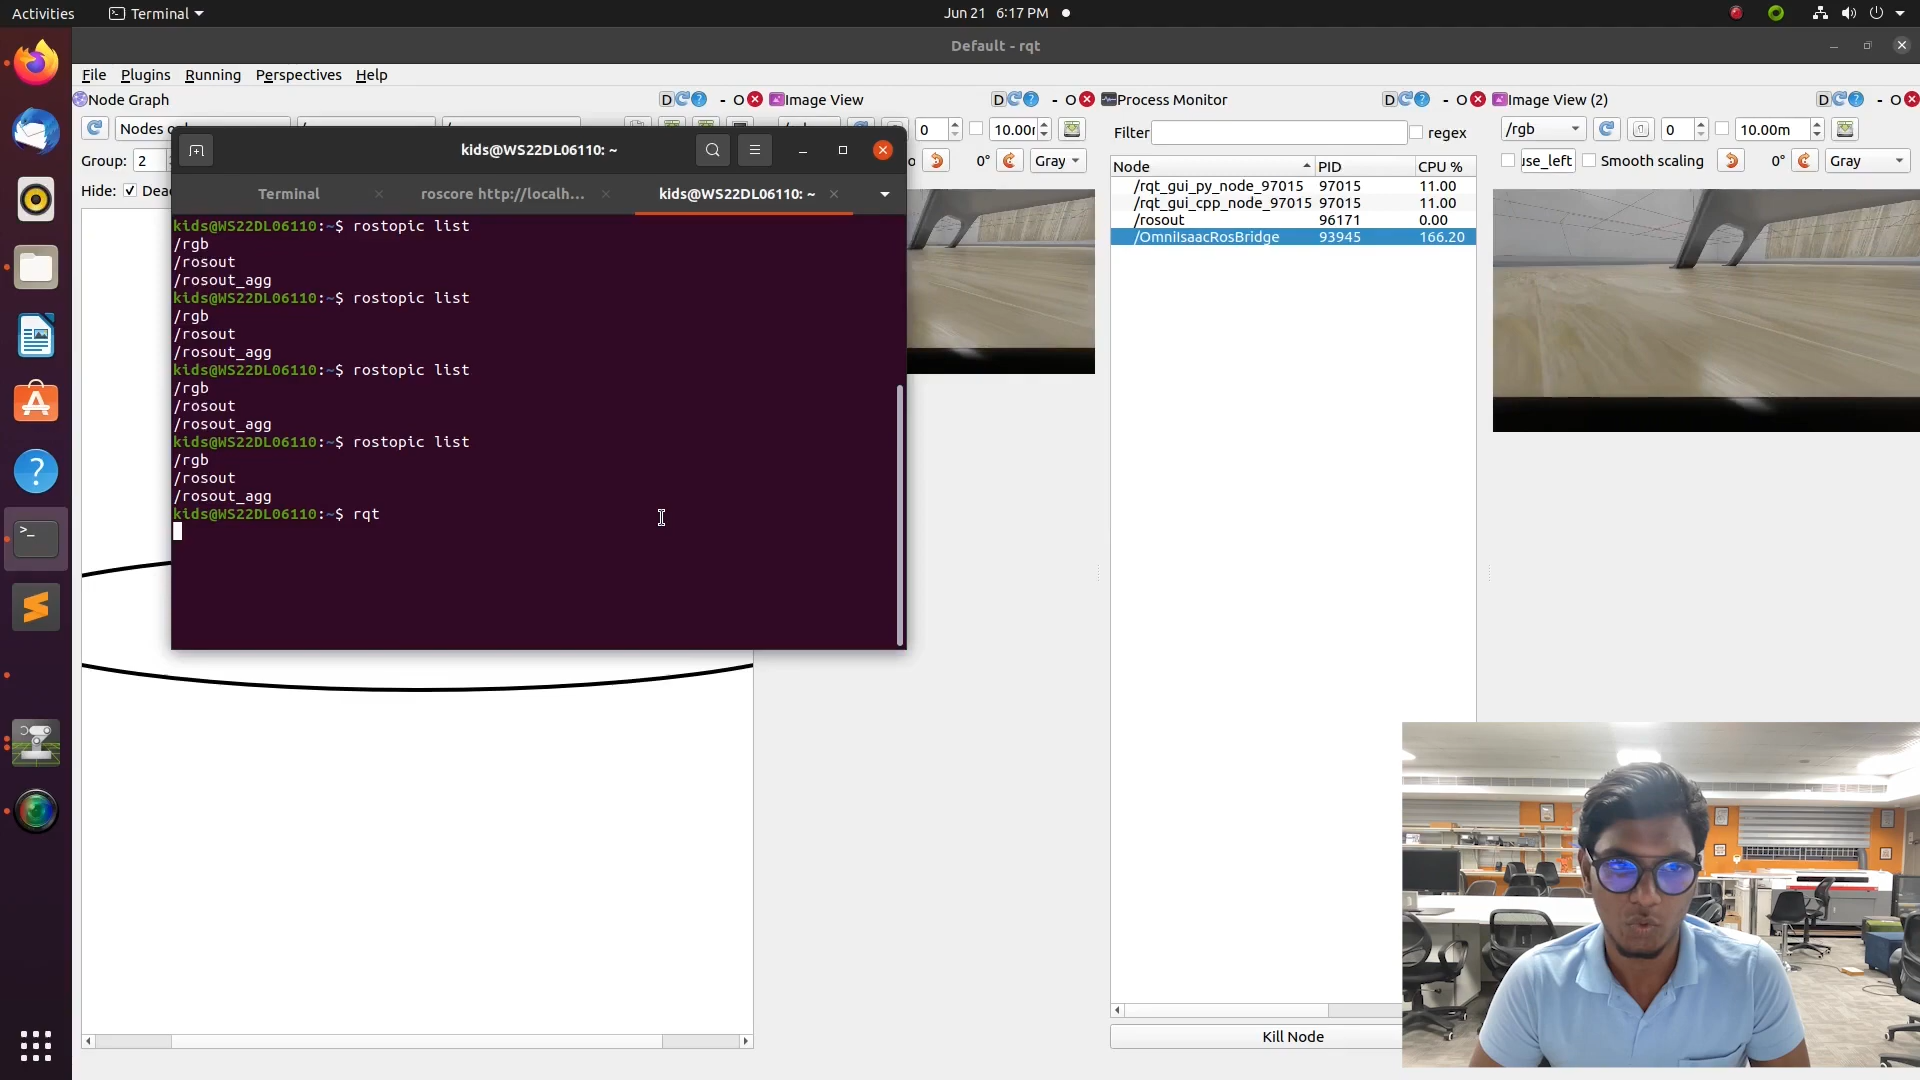 Activities
Terminal
Jun 21 6:17 PM
Default - rqt
File Plugins Running Perspectives Help
Node Graph
D - O
Image View
D - O
Process Monitor
D - O
Image View (2)
D - O
0
10.00
Filter
regex
/rgb
0
10.00m
Group: 2
0°
Gray
Node PID CPU %
Smooth scaling
0°
Gray
Hide:
kids@WS22DL06110: ~
Terminal
roscore http://localh...
kids@WS22DL06110: ~
/rqt_gui_py_node_97015 97015 11.00
/rqt_gui_cpp_node_97015 97015 11.00
/rosout 96171 0.00
/OmniIsaacRosBridge 93945 166.20
kids@WS22DL06110:~$ rostopic list
/rgb
/rosout
/rosout_agg
kids@WS22DL06110:~$ rostopic list
/rgb
/rosout
/rosout_agg
kids@WS22DL06110:~$ rostopic list
/rgb
/rosout
/rosout_agg
kids@WS22DL06110:~$ rostopic list
/rgb
/rosout
/rosout_agg
kids@WS22DL06110:~$ rqt
Kill Node